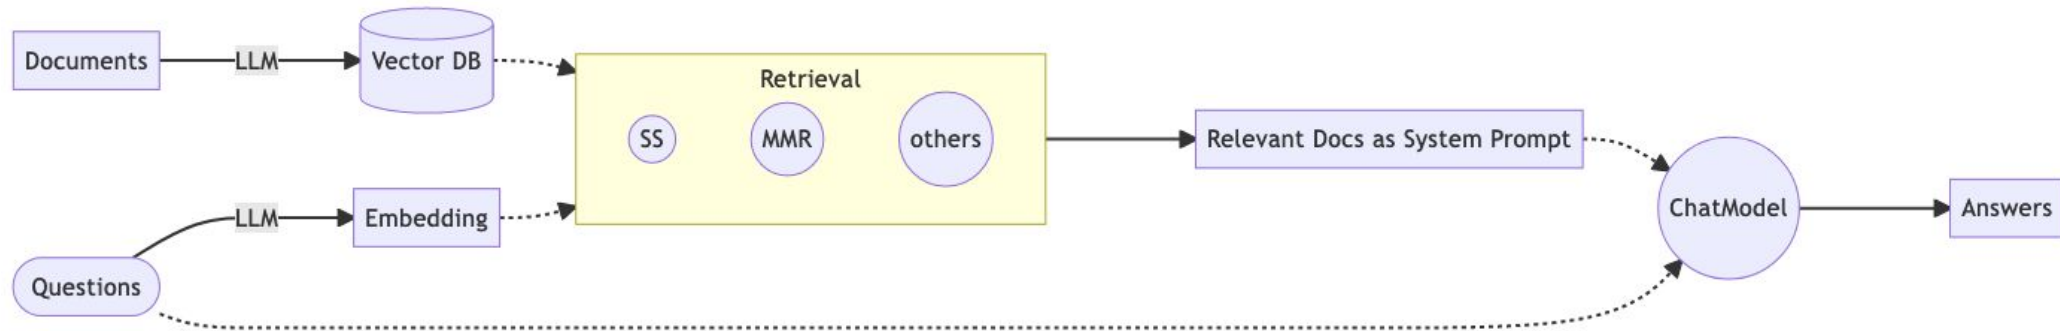 Documents
LLM
Vector DB
Retrieval
SS
MMR
others
Relevant Docs as System Prompt
LLM
Embedding
Questions
ChatModel
Answers